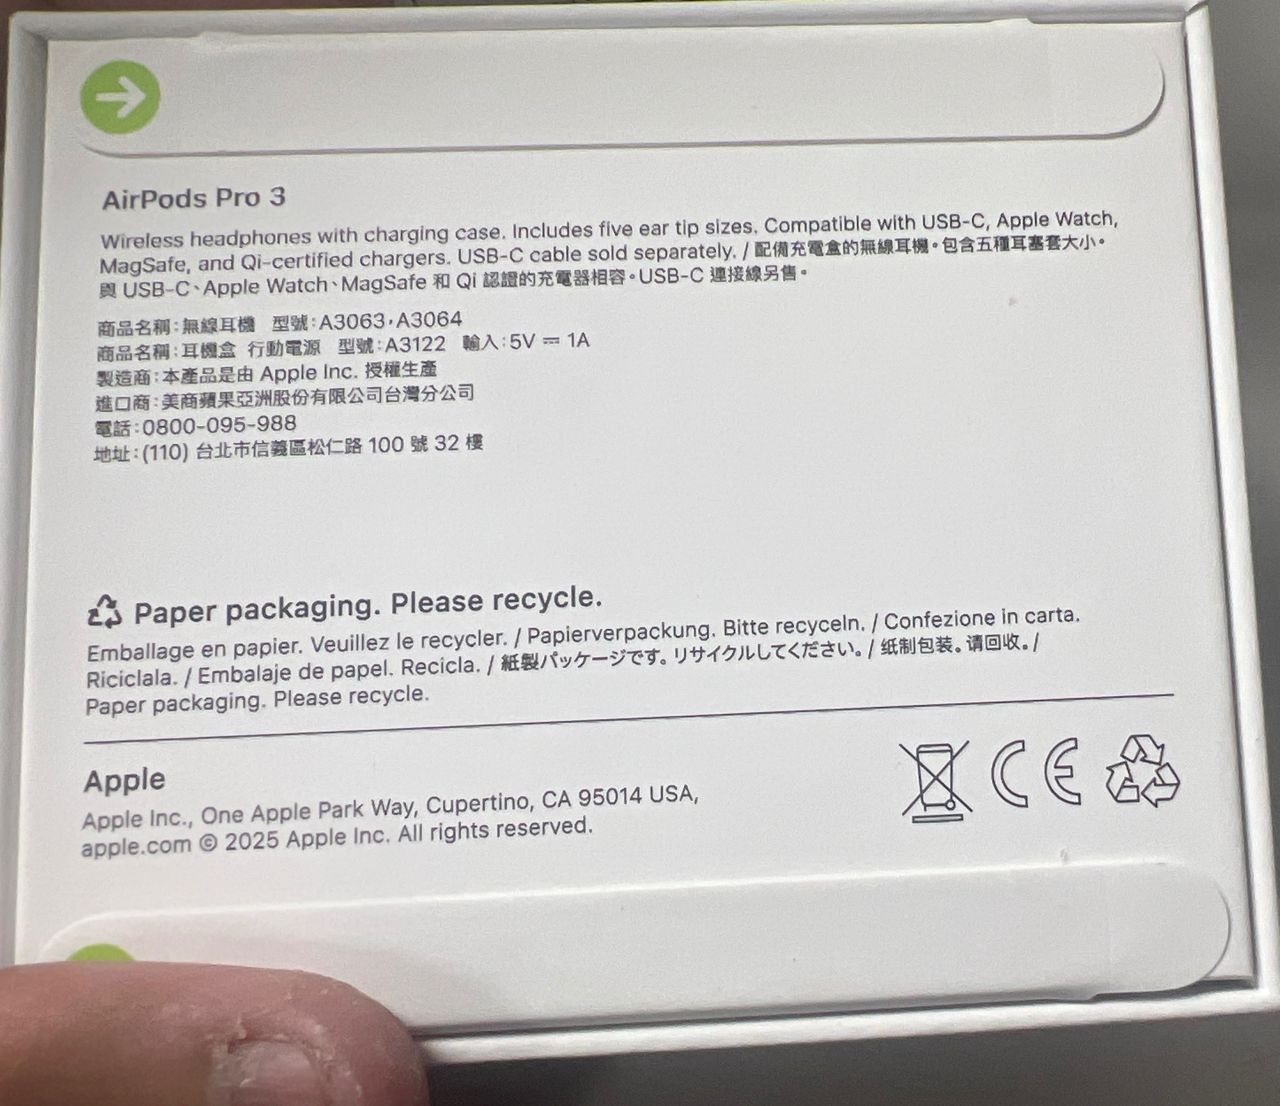 AirPods Pro 3
Wireless headphones with charging case. Includes five ear tip sizes. Compatible with USB-C, Apple Watch,
MagSafe, and Qi-certified chargers. USB-C cable sold separately. / 配備充電盒的無線耳機。包含五種耳塞套大小。
與 USB-C、Apple Watch、MagSafe 和 Qi 認證的充電器相容。USB-C 連接線另售。
商品名稱：無線耳機 型號：A3063，A3064
商品名稱：耳機盒 行動電源 型號：A3122 輸入：5V ⎓ 1A
製造商：本產品是由 Apple Inc. 授權生產
進口商：美商蘋果亞洲股份有限公司台灣分公司
電話：0800-095-988
地址：(110) 台北市信義區松仁路 100 號 32 樓
Paper packaging. Please recycle.
Emballage en papier. Veuillez le recycler. / Papierverpackung. Bitte recyceln. / Confezione in carta.
Riciclala. / Embalaje de papel. Recicla. / 紙製パッケージです。リサイクルしてください。/ 纸制包装。请回收。/
Paper packaging. Please recycle.
Apple
Apple Inc., One Apple Park Way, Cupertino, CA 95014 USA,
apple.com © 2025 Apple Inc. All rights reserved.
CE